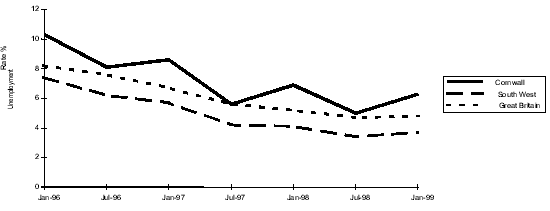 12
10
8
6
4
2
0
Unemployment
Rate %
Jan-96
Jul-96
Jan-97
Jul-97
Jan-98
Jul-98
Jan-99
Cornwall
South West
Great Britain